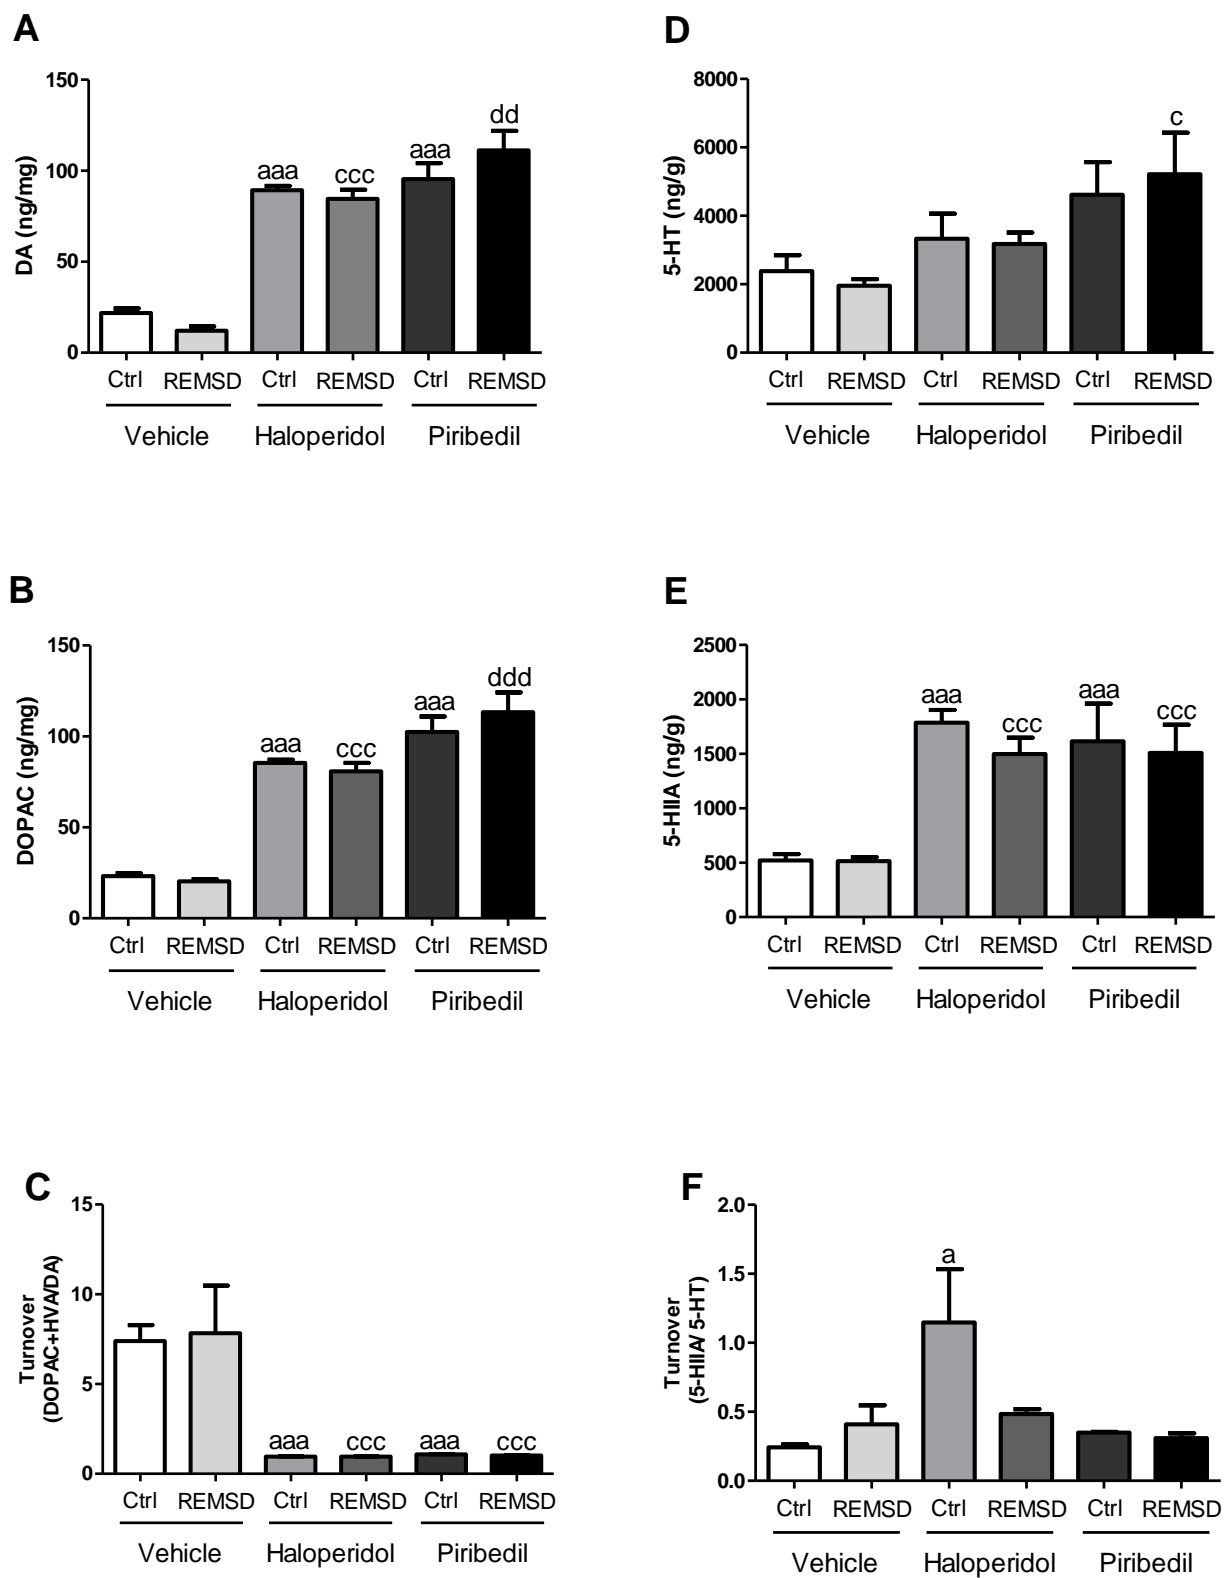 A
DA (ng/mg)
150
100
50
0
aaa
ccc
aaa
dd
Ctrl REMSD Ctrl REMSD Ctrl REMSD
Vehicle Haloperidol Piribedil
D
5-HT (ng/g)
8000
6000
4000
2000
0
c
Ctrl REMSD Ctrl REMSD Ctrl REMSD
Vehicle Haloperidol Piribedil
B
DOPAC (ng/mg)
150
100
50
0
aaa
ccc
aaa
ddd
Ctrl REMSD Ctrl REMSD Ctrl REMSD
Vehicle Haloperidol Piribedil
E
5-HIIA (ng/g)
2500
2000
1500
1000
500
0
aaa
ccc
aaa
ccc
Ctrl REMSD Ctrl REMSD Ctrl REMSD
Vehicle Haloperidol Piribedil
C
Turnover
(DOPAC+HVA/DA)
15
10
5
0
aaa ccc aaa ccc
Ctrl REMSD Ctrl REMSD Ctrl REMSD
Vehicle Haloperidol Piribedil
F
Turnover
(5-HIIA/ 5-HT)
2.0
1.5
1.0
0.5
0.0
a
Ctrl REMSD Ctrl REMSD Ctrl REMSD
Vehicle Haloperidol Piribedil